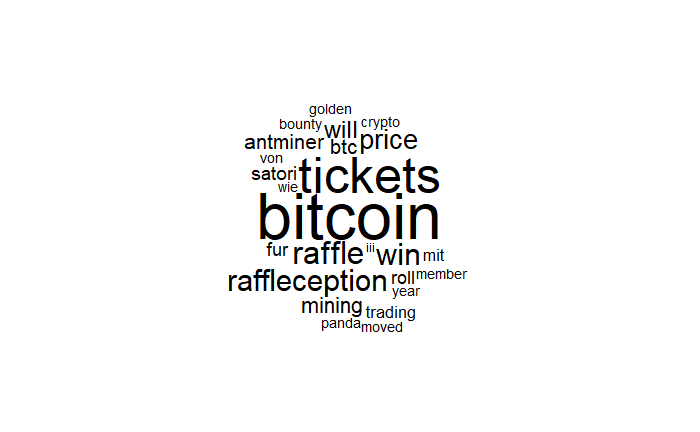 golden
bounty will crypto
antminer btc price
von
satori tickets
wie
bitcoin
fur raffle iii win mit
raffleception roll member
year
mining trading
panda moved